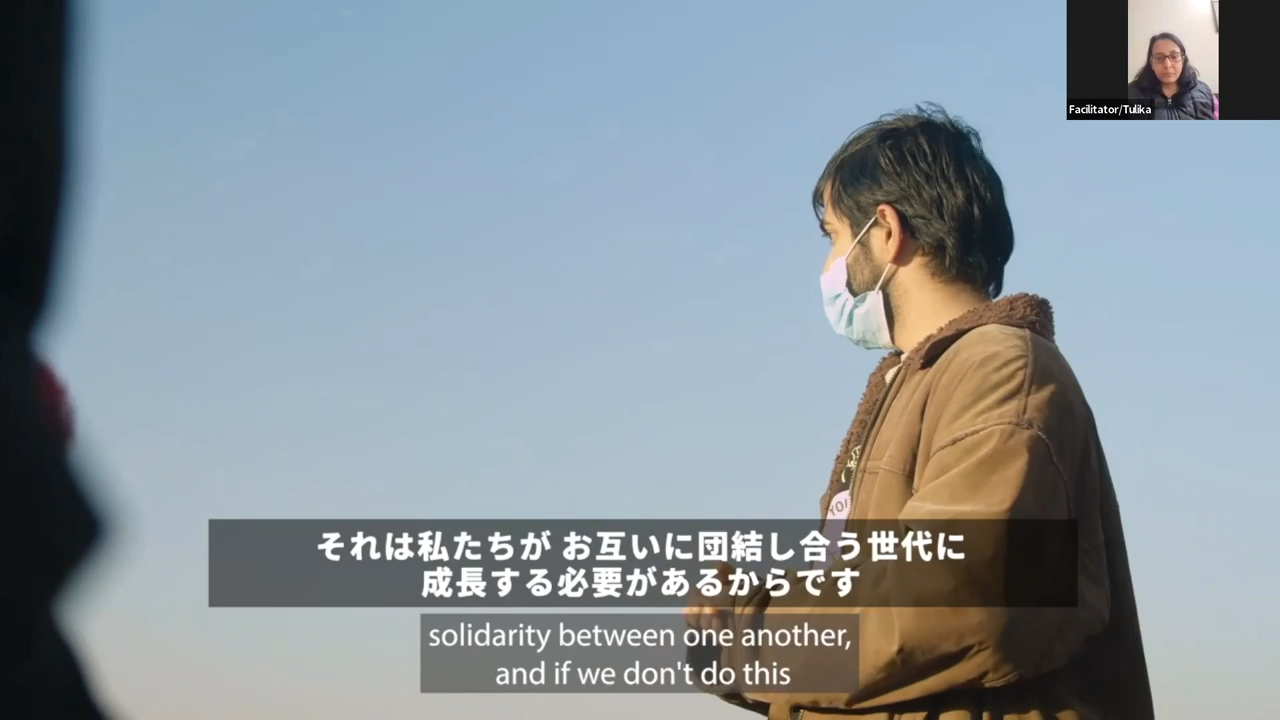 Facilitator/Tulika
それは私たちが お互いに団結し合う世代に
成長する必要があるからです
solidarity between one another,
and if we don't do this